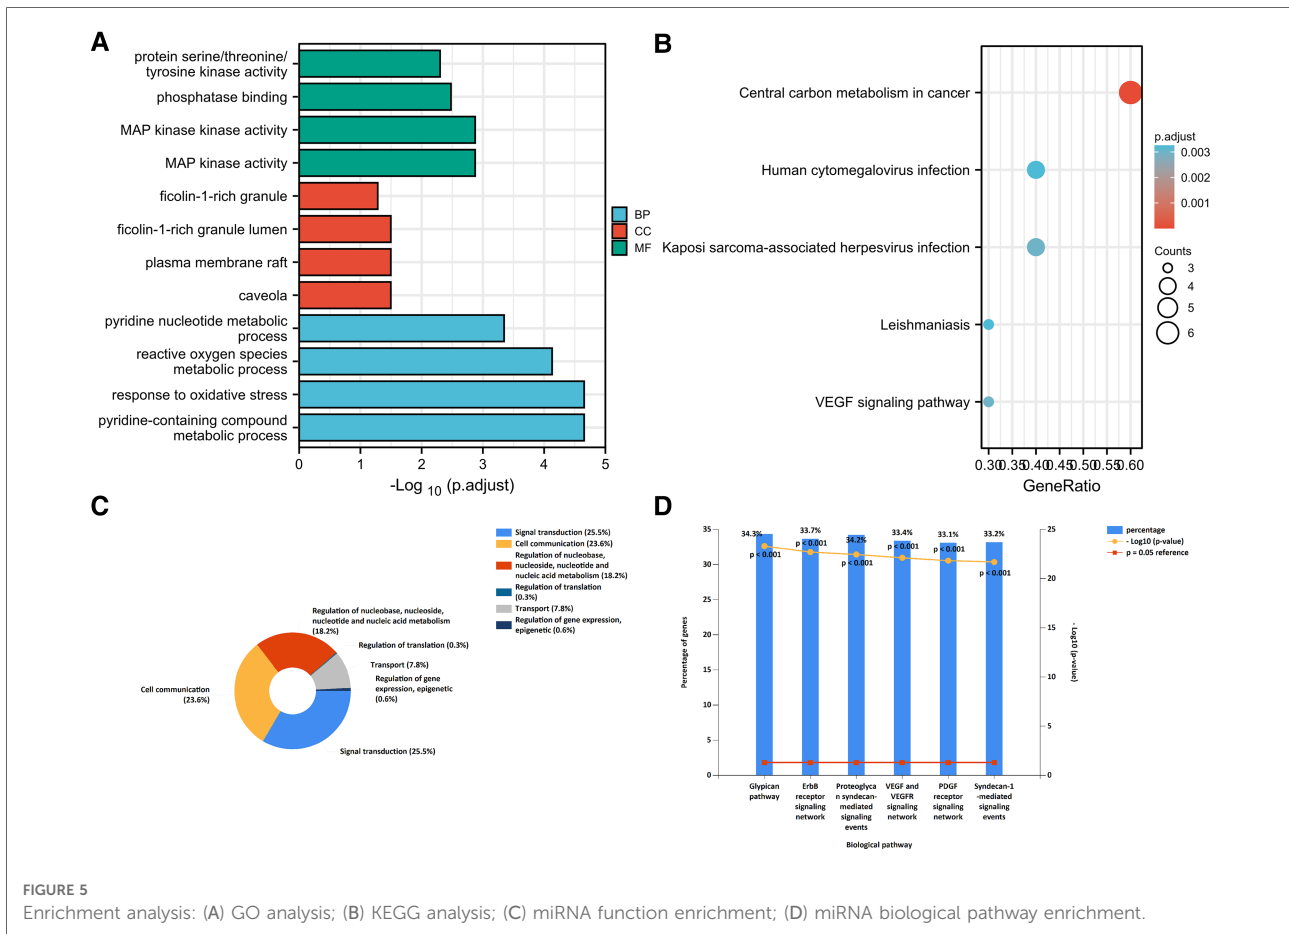 A
protein serine/threonine/
tyrosine kinase activity
phosphatase binding
MAP kinase kinase activity
MAP kinase activity
ficolin-1-rich granule
ficolin-1-rich granule lumen
plasma membrane raft
caveola
pyridine nucleotide metabolic
process
reactive oxygen species
metabolic process
response to oxidative stress
pyridine-containing compound
metabolic process
0 1 2 3 4 5
-Log 10 (p.adjust)
BP
CC
MF
B
Central carbon metabolism in cancer
Human cytomegalovirus infection
Kaposi sarcoma-associated herpesvirus infection
Leishmaniasis
VEGF signaling pathway
0.30 0.35 0.40 0.45 0.50 0.55 0.60
GeneRatio
p.adjust
0.003
0.002
0.001
Counts
3
4
5
6
C
Signal transduction (25.5%)
Cell communication (23.6%)
Regulation of nucleobase,
nucleoside, nucleotide and
nucleic acid metabolism
(18.2%)
Regulation of translation
(0.3%)
Transport (7.8%)
Regulation of gene expression,
epigenetic (0.6%)
Regulation of nucleobase, nucleoside,
nucleotide and nucleic acid metabolism
(18.2%)
Regulation of translation (0.3%)
Transport (7.8%)
Regulation of gene
expression, epigenetic
(0.6%)
Cell communication
(23.6%)
Signal transduction (25.5%)
D
35
30
25
20
15
10
5
0
Percentage of genes
34.3% 33.7% 34.2% 33.4% 33.1% 33.2%
p < 0.001 p < 0.001 p < 0.001 p < 0.001 p < 0.001 p < 0.001
25
20
15
10
5
0
- Log10 (p-value)
percentage
- Log10 (p-value)
p = 0.05 reference
Glypican
pathway
ErbB
receptor
signaling
network
Proteoglyca
n syndecan-
mediated
signaling
events
VEGF and
VEGFR
signaling
network
PDGF
receptor
signaling
network
Syndecan-1
-mediated
signaling
events
Biological pathway
FIGURE 5
Enrichment analysis: (A) GO analysis; (B) KEGG analysis; (C) miRNA function enrichment; (D) miRNA biological pathway enrichment.